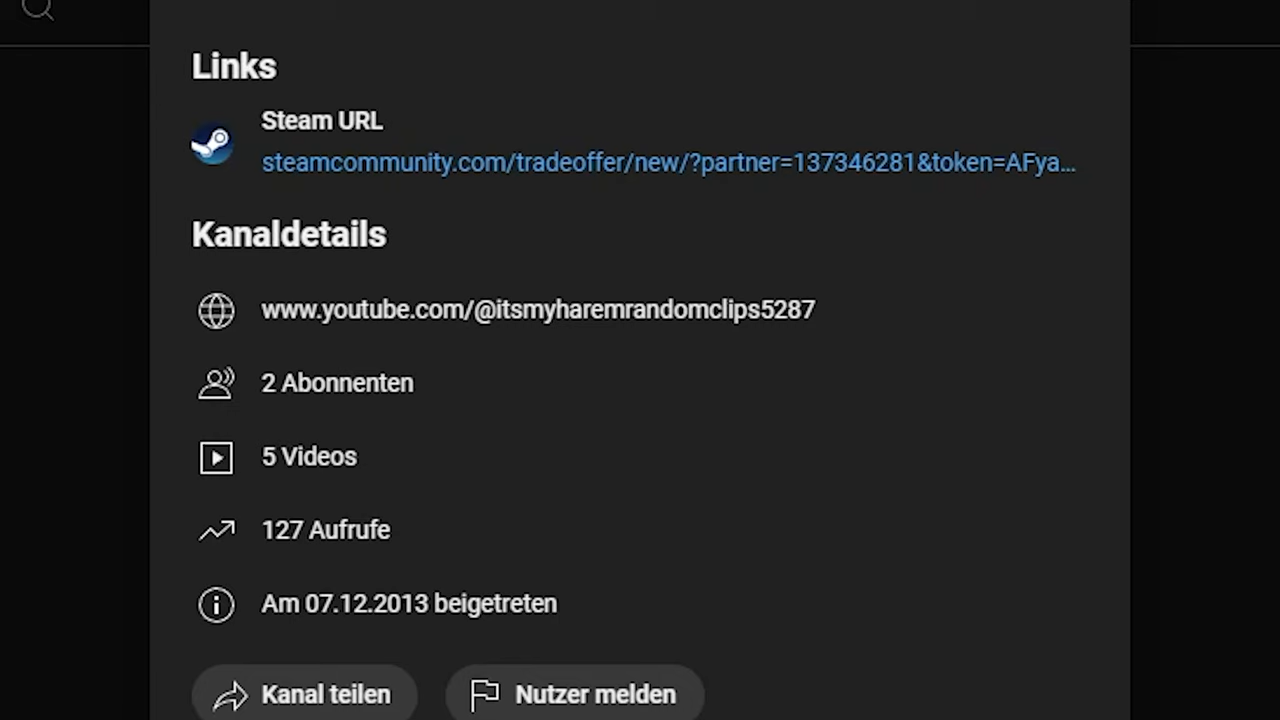 Links
Steam URL
steamcommunity.com/tradeoffer/new/?partner=137346281&token=AFya...
Kanaldetails
www.youtube.com/@itsmyharemrandomclips5287
2 Abonnenten
5 Videos
127 Aufrufe
Am 07.12.2013 beigetreten
Kanal teilen
Nutzer melden